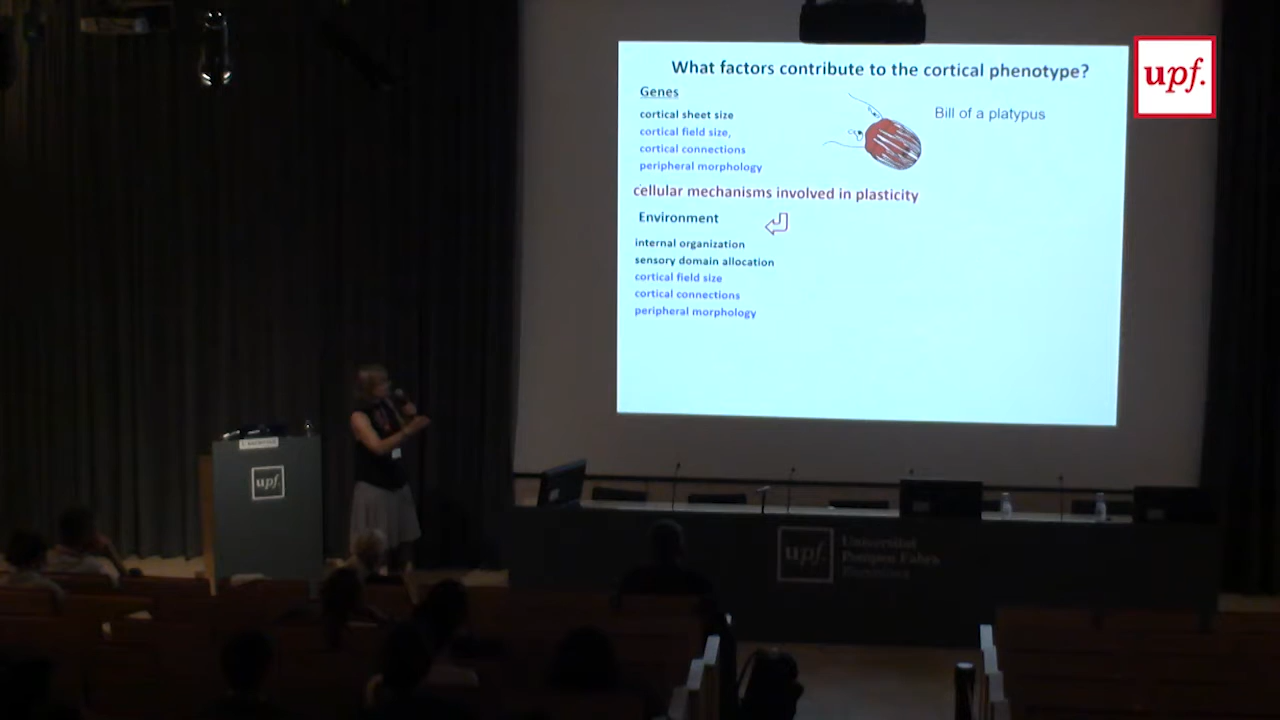 What factors contribute to the cortical phenotype?
Genes
cortical sheet size
cortical field size,
cortical connections
peripheral morphology
Bill of a platypus
cellular mechanisms involved in plasticity
Environment
internal organization
sensory domain allocation
cortical field size
cortical connections
peripheral morphology
upf.
upf.
upf.
Universitat
Pompeu Fabra
Barcelona